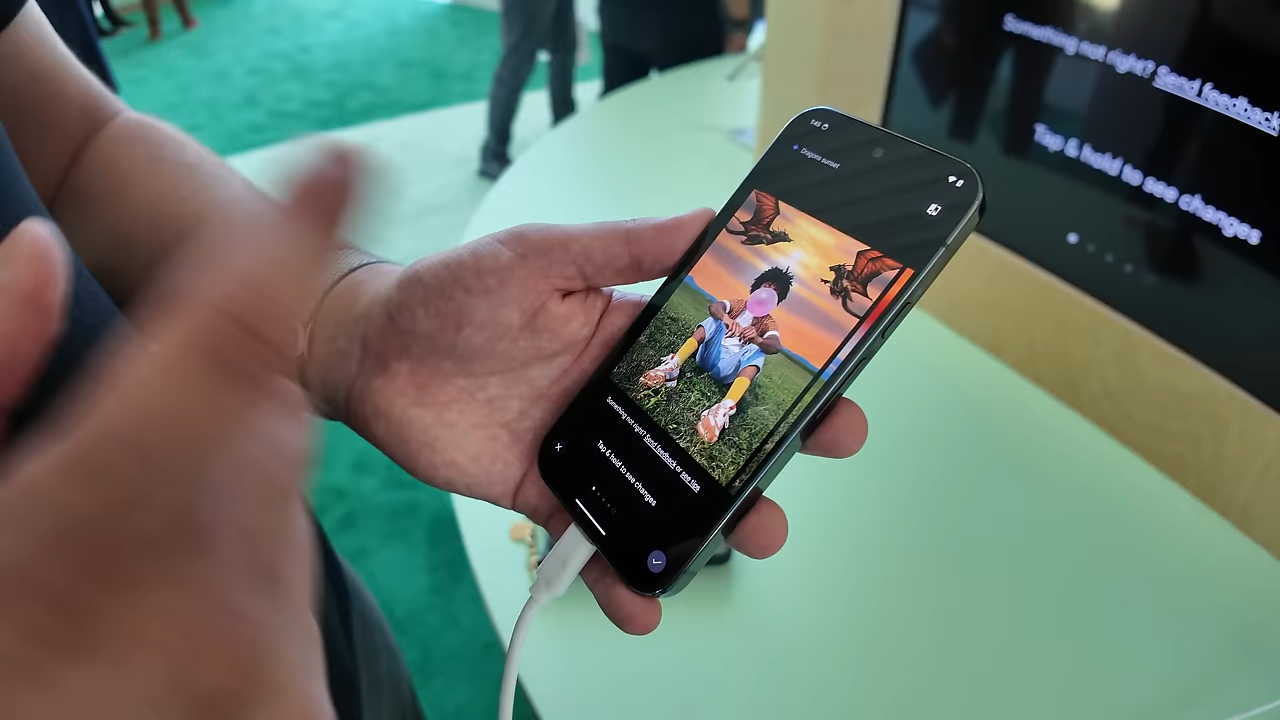 Dragons sunset
Something not right? Send feedback or see tips
Tap & hold to see changes
Something not right? Send feedback
Tap & hold to see changes